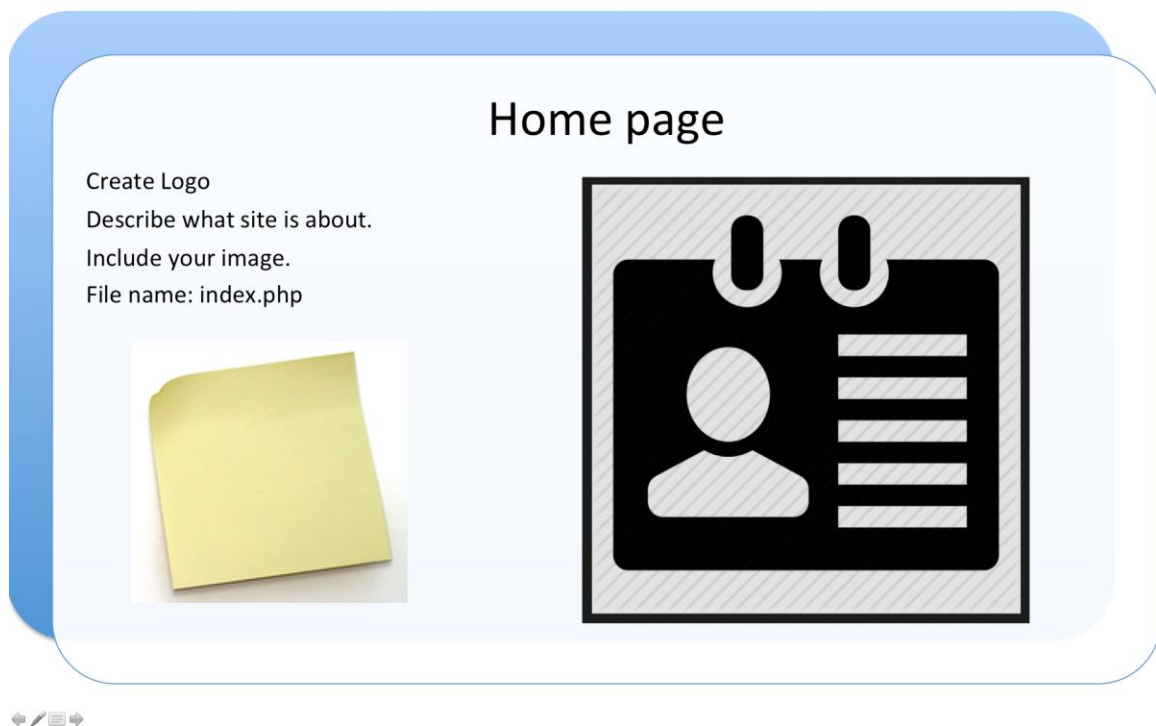 Home page
Create Logo
Describe what site is about.
Include your image.
File name: index.php